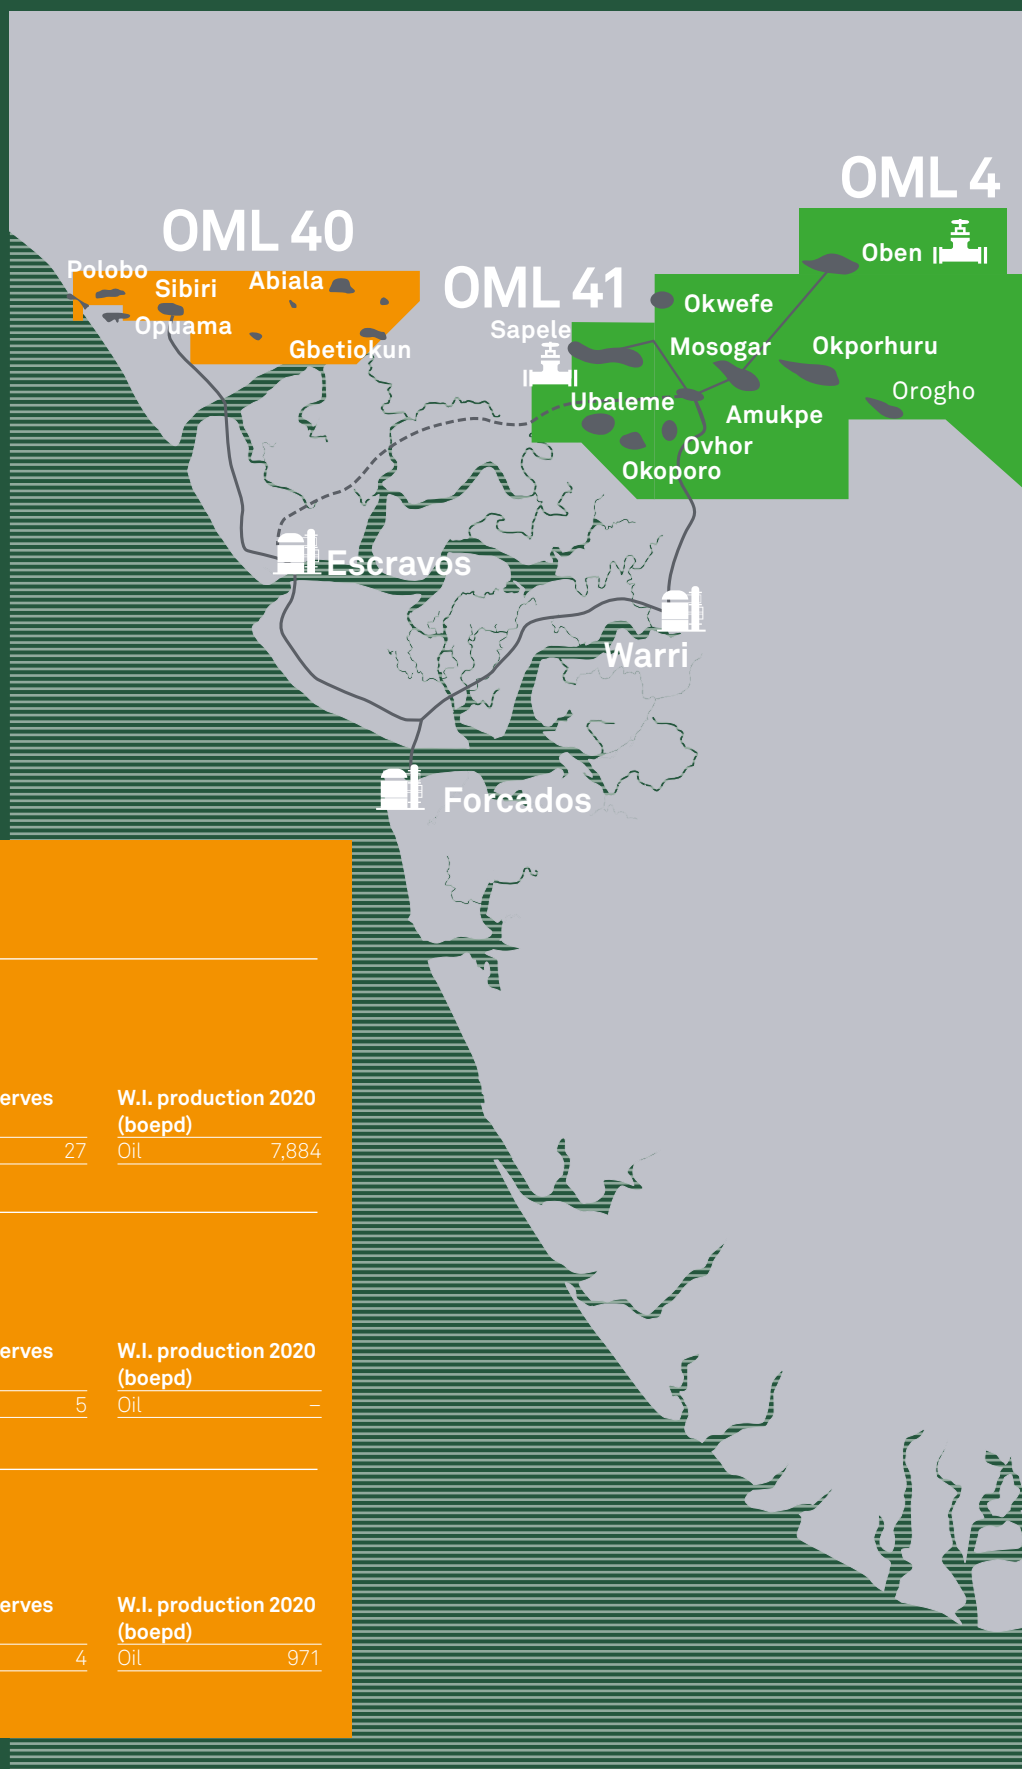 OML 4
OML 40
Oben
Polobo
Abiala
OML 41
Sibiri
Okwefe
Opuama
Sapele
Gbetiokun
Mosogar
Okporhuru
Orogho
Ubaleme
Amukpe
Ovhor
Okoporo
Escravos
Warri
Forcados
erves
W.I. production 2020
(boepd)
27
Oil 7,884
erves
W.I. production 2020
(boepd)
5
Oil –
erves
W.I. production 2020
(boepd)
4
Oil 971